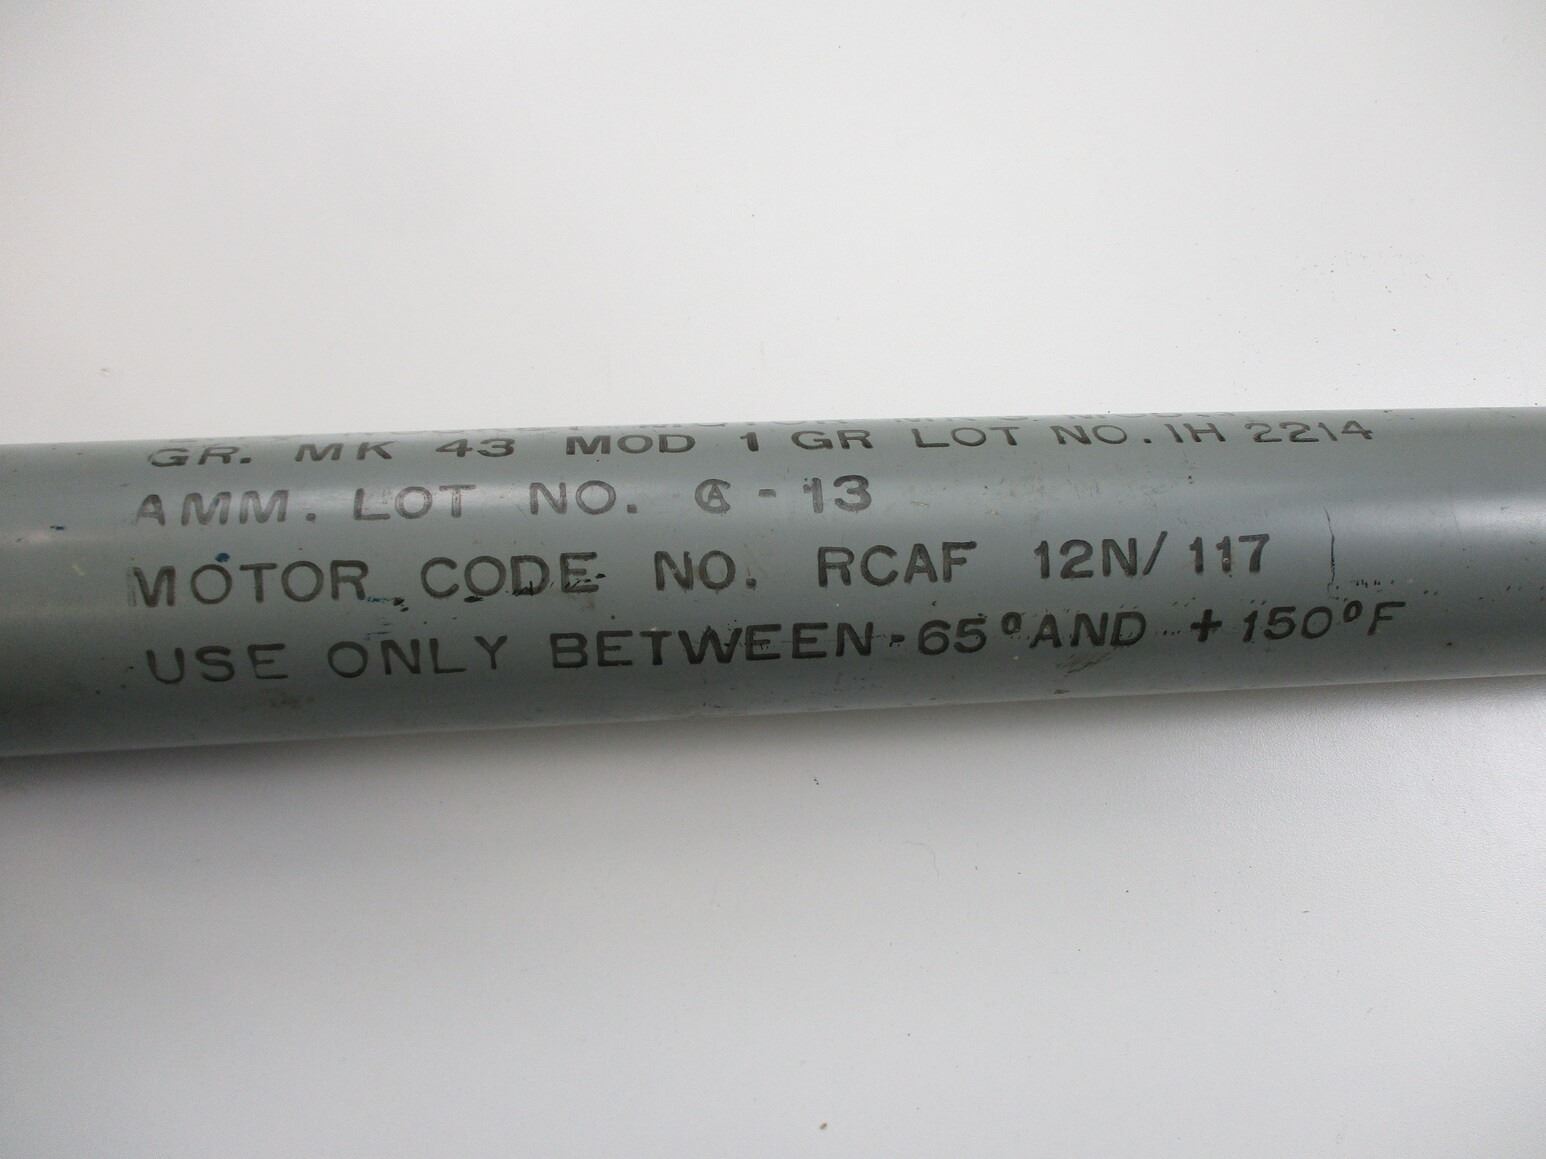 GR. MK 43 MOD 1 GR LOT NO. IH 2214
AMM. LOT NO. - 13
MOTOR CODE NO. RCAF 12N/117
USE ONLY BETWEEN -65° AND +150°F